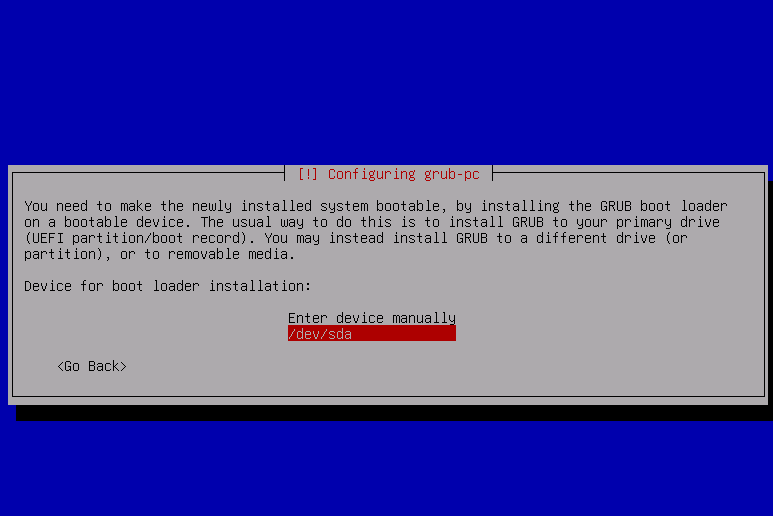 [!] Configuring grub-pc
You need to make the newly installed system bootable, by installing the GRUB boot loader
on a bootable device. The usual way to do this is to install GRUB to your primary drive
(UEFI partition/boot record). You may instead install GRUB to a different drive (or
partition), or to removable media.
Device for boot loader installation:
Enter device manually
/dev/sda
<Go Back>